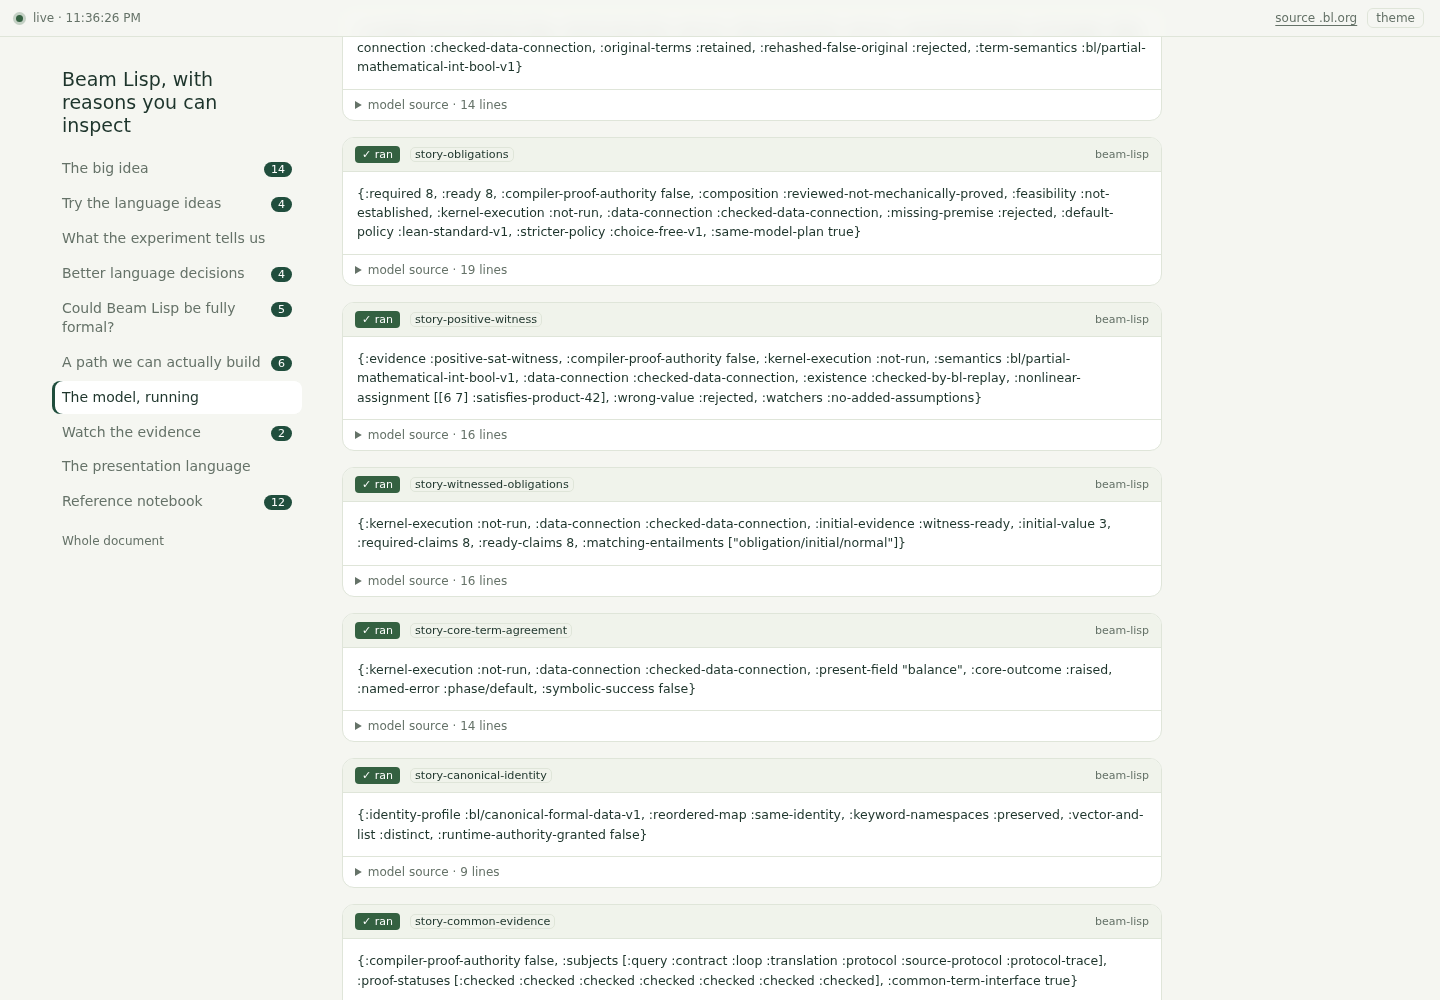 live · 11:36:26 PM
source .bl.org
theme
Beam Lisp, with
reasons you can
inspect
The big idea 14
Try the language ideas 4
What the experiment tells us
Better language decisions 4
Could Beam Lisp be fully 5
formal?
A path we can actually build 6
The model, running
Watch the evidence 2
The presentation language
Reference notebook 12
Whole document
connection :checked-data-connection, :original-terms :retained, :rehashed-false-original :rejected, :term-semantics :bl/partial-
mathematical-int-bool-v1}
▶ model source · 14 lines
✓ ran story-obligations beam-lisp
{:required 8, :ready 8, :compiler-proof-authority false, :composition :reviewed-not-mechanically-proved, :feasibility :not-
established, :kernel-execution :not-run, :data-connection :checked-data-connection, :missing-premise :rejected, :default-
policy :lean-standard-v1, :stricter-policy :choice-free-v1, :same-model-plan true}
▶ model source · 19 lines
✓ ran story-positive-witness beam-lisp
{:evidence :positive-sat-witness, :compiler-proof-authority false, :kernel-execution :not-run, :semantics :bl/partial-
mathematical-int-bool-v1, :data-connection :checked-data-connection, :existence :checked-by-bl-replay, :nonlinear-
assignment [[6 7] :satisfies-product-42], :wrong-value :rejected, :watchers :no-added-assumptions}
▶ model source · 16 lines
✓ ran story-witnessed-obligations beam-lisp
{:kernel-execution :not-run, :data-connection :checked-data-connection, :initial-evidence :witness-ready, :initial-value 3,
:required-claims 8, :ready-claims 8, :matching-entailments ["obligation/initial/normal"]}
▶ model source · 16 lines
✓ ran story-core-term-agreement beam-lisp
{:kernel-execution :not-run, :data-connection :checked-data-connection, :present-field "balance", :core-outcome :raised,
:named-error :phase/default, :symbolic-success false}
▶ model source · 14 lines
✓ ran story-canonical-identity beam-lisp
{:identity-profile :bl/canonical-formal-data-v1, :reordered-map :same-identity, :keyword-namespaces :preserved, :vector-and-
list :distinct, :runtime-authority-granted false}
▶ model source · 9 lines
✓ ran story-common-evidence beam-lisp
{:compiler-proof-authority false, :subjects [:query :contract :loop :translation :protocol :source-protocol :protocol-trace],
:proof-statuses [:checked :checked :checked :checked :checked :checked :checked], :common-term-interface true}